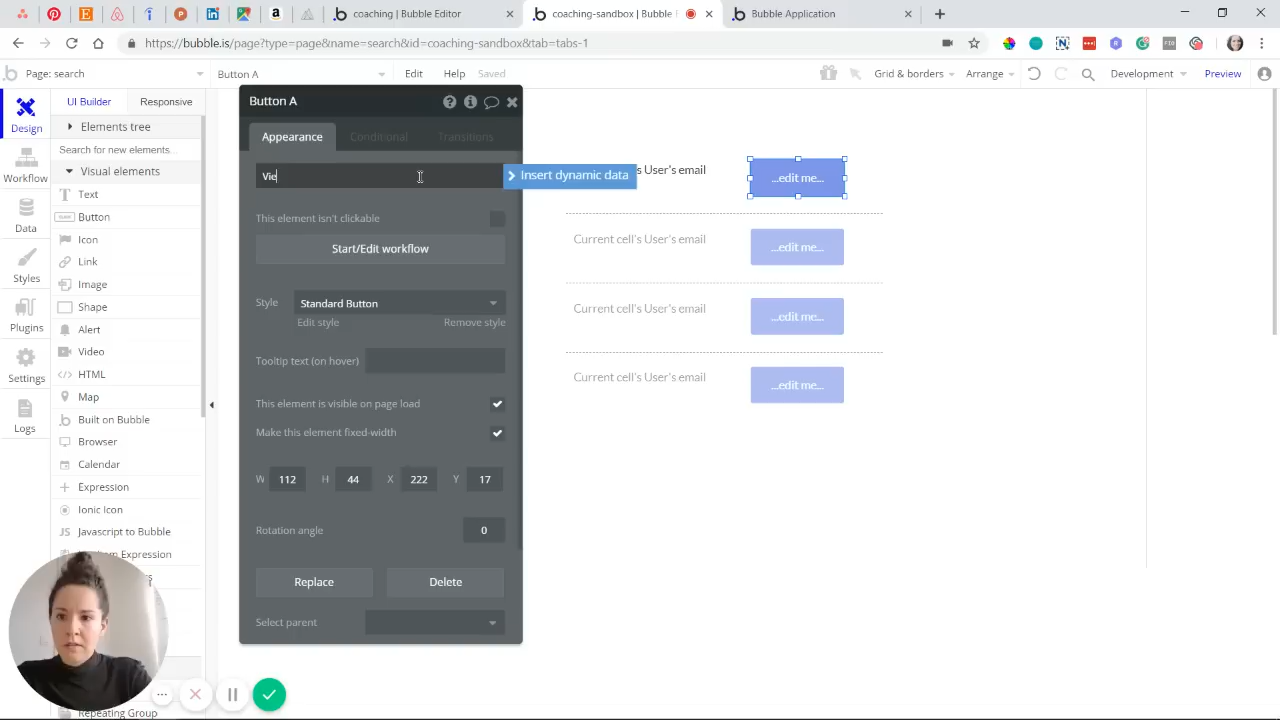 coaching | Bubble Editor
coaching-sandbox | Bubble E
Bubble Application
https://bubble.is/page?type=page&name=search&id=coaching-sandbox&tab=tabs-1
Page: search
Button A
Edit
Help
Saved
Grid & borders
Arrange
Development
Preview
Design
Workflow
Data
Styles
Plugins
Settings
Logs
UI Builder
Responsive
Elements tree
Search for new elements...
Visual elements
Text
Button
Icon
Link
Image
Shape
Alert
Video
HTML
Map
Built on Bubble
Browser
Calendar
Expression
Ionic Icon
JS Javascript to Bubble
Expression
Repeating Group
Button A
Appearance
Conditional
Transitions
Vie
Insert dynamic data
This element isn't clickable
Start/Edit workflow
Style
Standard Button
Edit style
Remove style
Tooltip text (on hover)
This element is visible on page load
Make this element fixed-width
W 112 H 44 X 222 Y 17
Rotation angle
0
Replace
Delete
Select parent
s User's email
...edit me...
Current cell's User's email
...edit me...
Current cell's User's email
...edit me...
Current cell's User's email
...edit me...